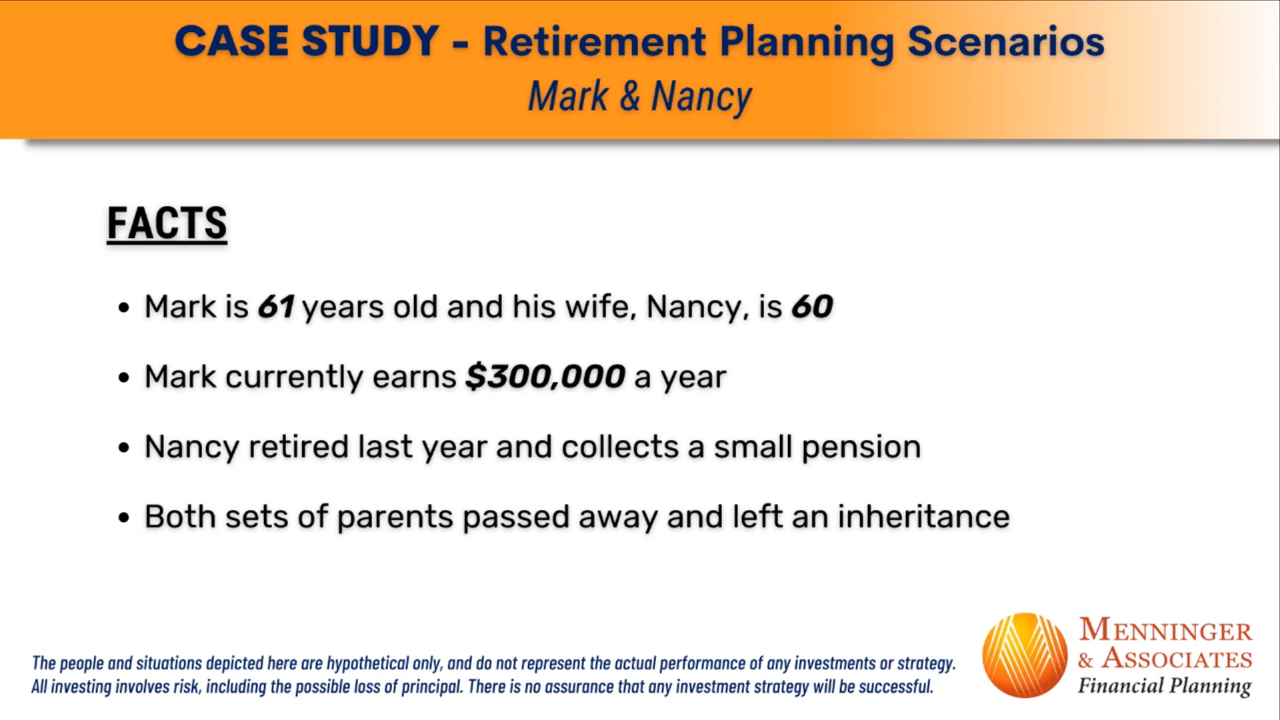 CASE STUDY - Retirement Planning Scenarios
Mark & Nancy
FACTS
• Mark is 61 years old and his wife, Nancy, is 60
• Mark currently earns $300,000 a year
• Nancy retired last year and collects a small pension
• Both sets of parents passed away and left an inheritance
The people and situations depicted here are hypothetical only, and do not represent the actual performance of any investments or strategy.
All investing involves risk, including the possible loss of principal. There is no assurance that any investment strategy will be successful.
MENNINGER
& ASSOCIATES
Financial Planning